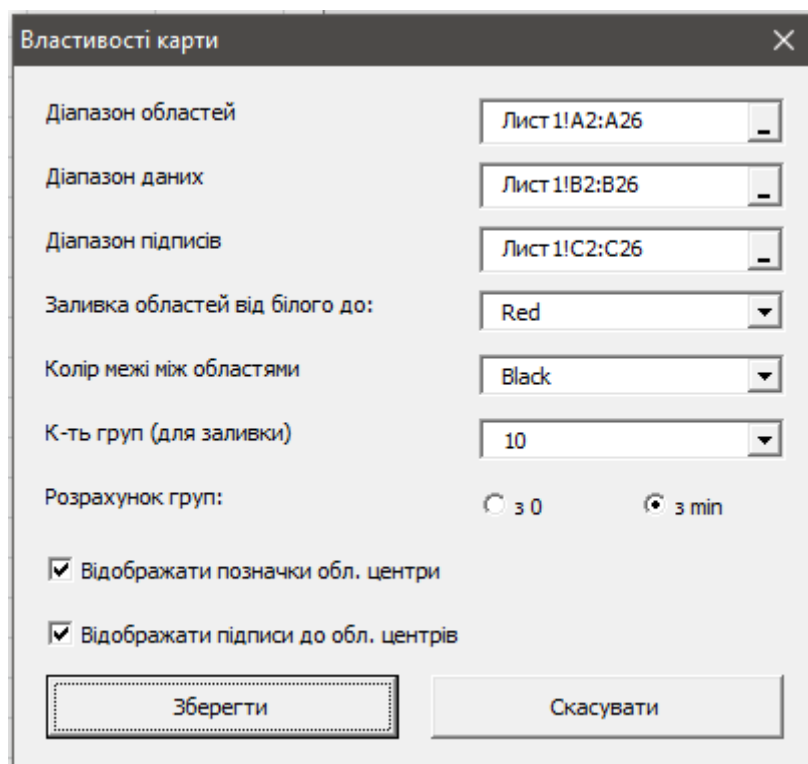 Властивості карти
Діапазон областей Лист1!A2:A26
Діапазон даних Лист1!B2:B26
Діапазон підписів Лист1!C2:C26
Заливка областей від білого до: Red
Колір межі між областями Black
К-ть груп (для заливки) 10
Розрахунок груп: з 0 з min
Відображати позначки обл. центри
Відображати підписи до обл. центрів
Зберегти Скасувати